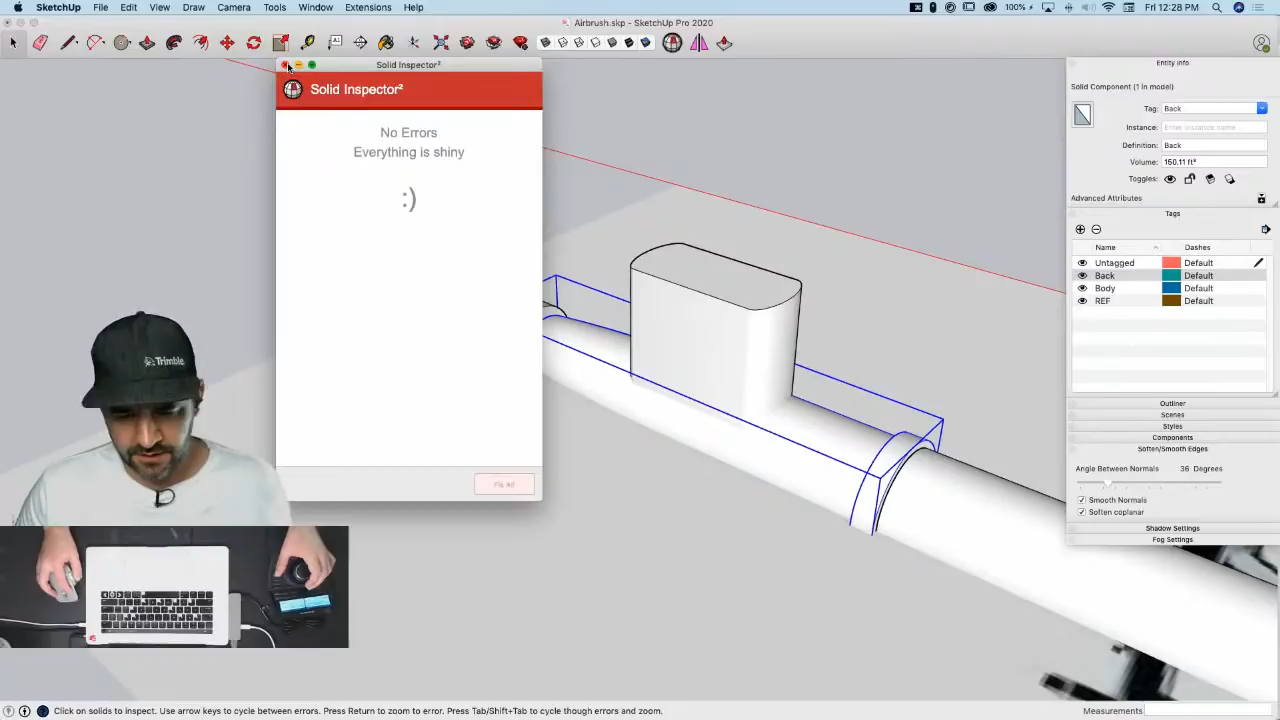 SketchUp File Edit View Draw Camera Tools Window Extensions Help
100% Fri 12:28 PM
Airbrush.skp - SketchUp Pro 2020
Solid Inspector²
Solid Inspector²
No Errors
Everything is shiny
:)
Fix All
Trimble
Entity Info
Solid Component (1 in model)
Tag: Back
Instance: Enter instance name
Definition: Back
Volume: 150.11 ft³
Toggles:
Advanced Attributes
Tags
Name Dashes
Untagged Default
Back Default
Body Default
REF Default
Outliner
Scenes
Styles
Components
Soften/Smooth Edges
Angle Between Normals 36 Degrees
Smooth Normals
Soften coplanar
Shadow Settings
Fog Settings
Click on solids to inspect. Use arrow keys to cycle between errors. Press Return to zoom to error. Press Tab/Shift+Tab to cycle though errors and zoom.
Measurements